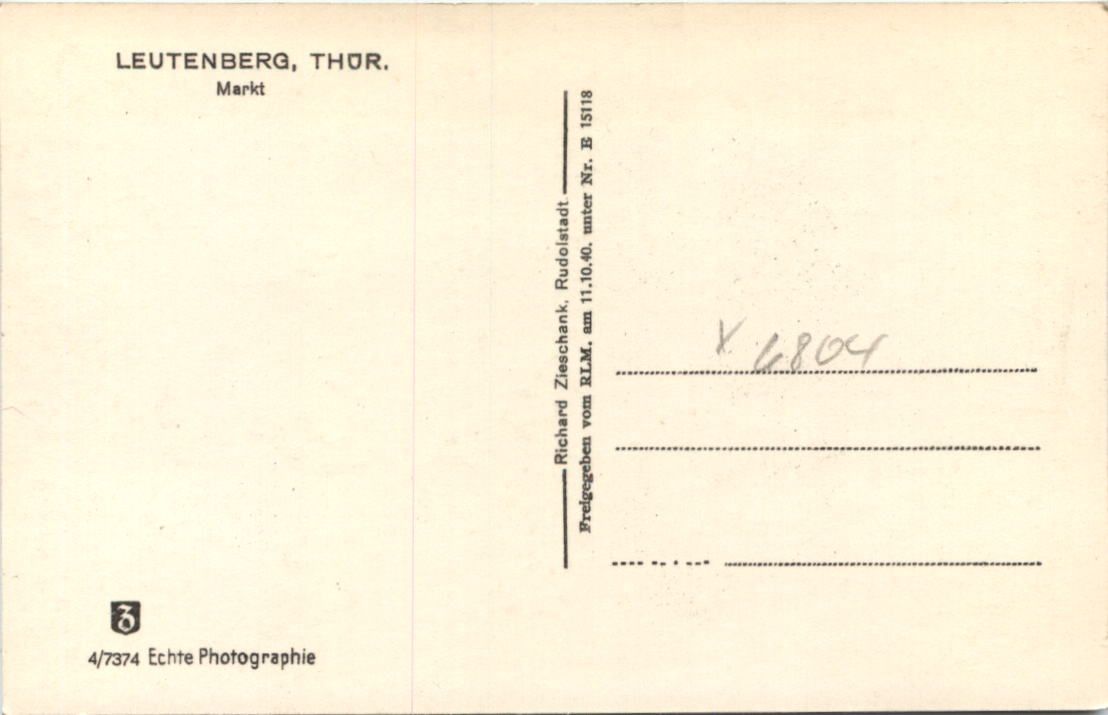 LEUTENBERG, THÜR.
Markt
Richard Zieschank, Rudolstadt
Freigegeben vom RLM. am 11.10.40. unter Nr. E 15118
x 6804
4/7374 Echte Photographie